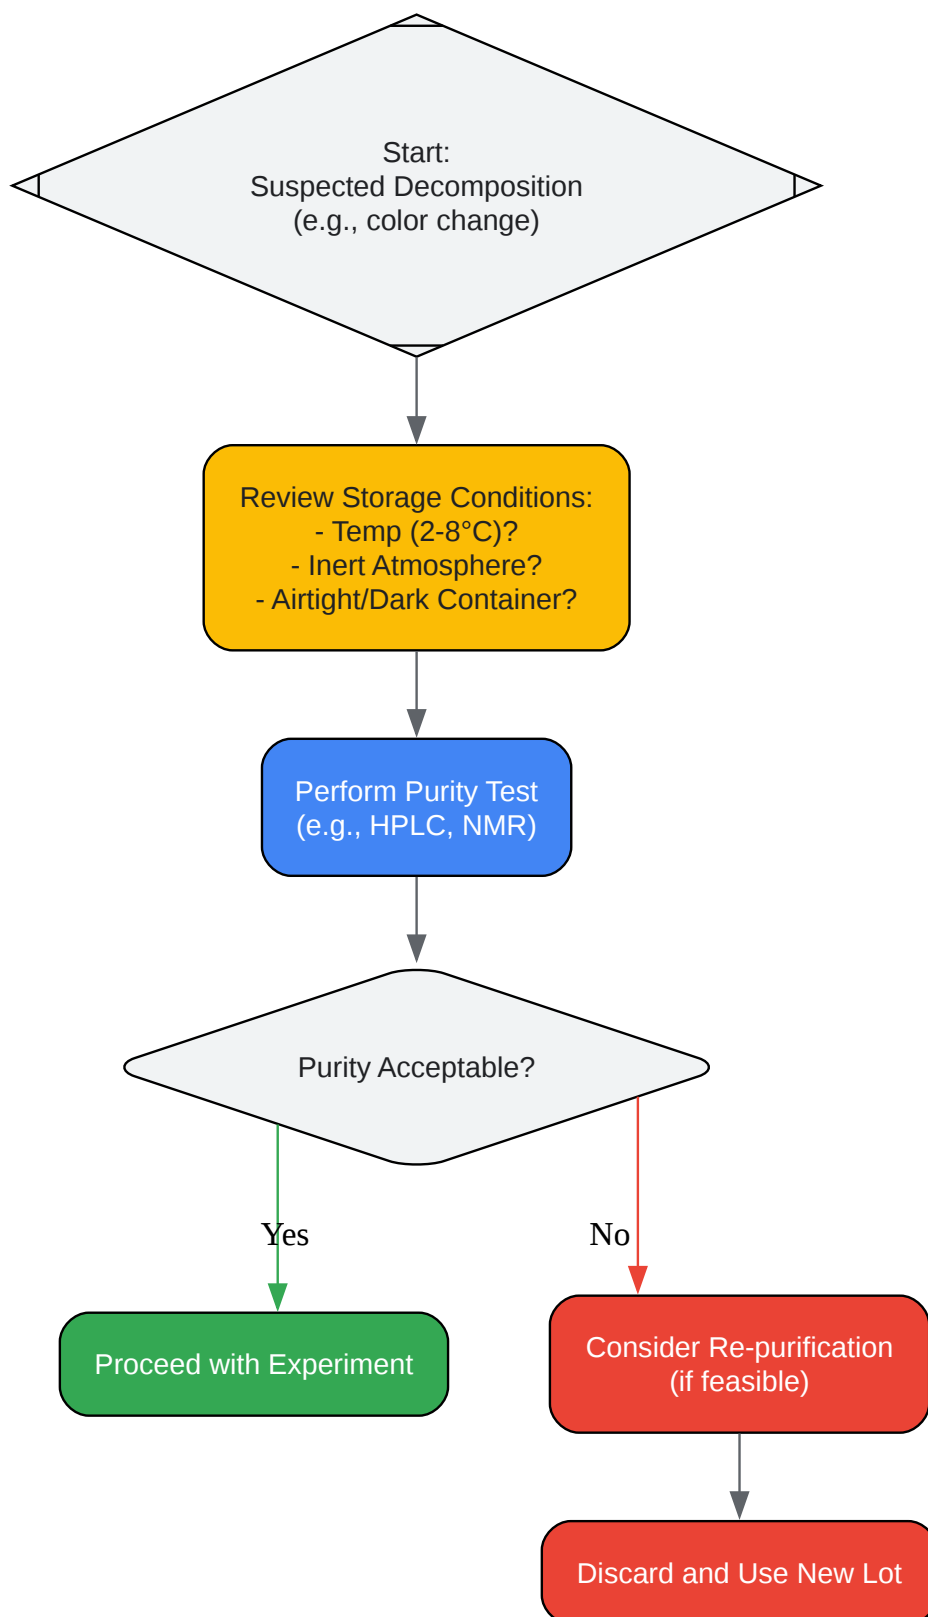 Start:
Suspected Decomposition
(e.g., color change)
Review Storage Conditions:
- Temp (2-8°C)?
- Inert Atmosphere?
- Airtight/Dark Container?
Perform Purity Test
(e.g., HPLC, NMR)
Purity Acceptable?
Yes
No
Proceed with Experiment
Consider Re-purification
(if feasible)
Discard and Use New Lot